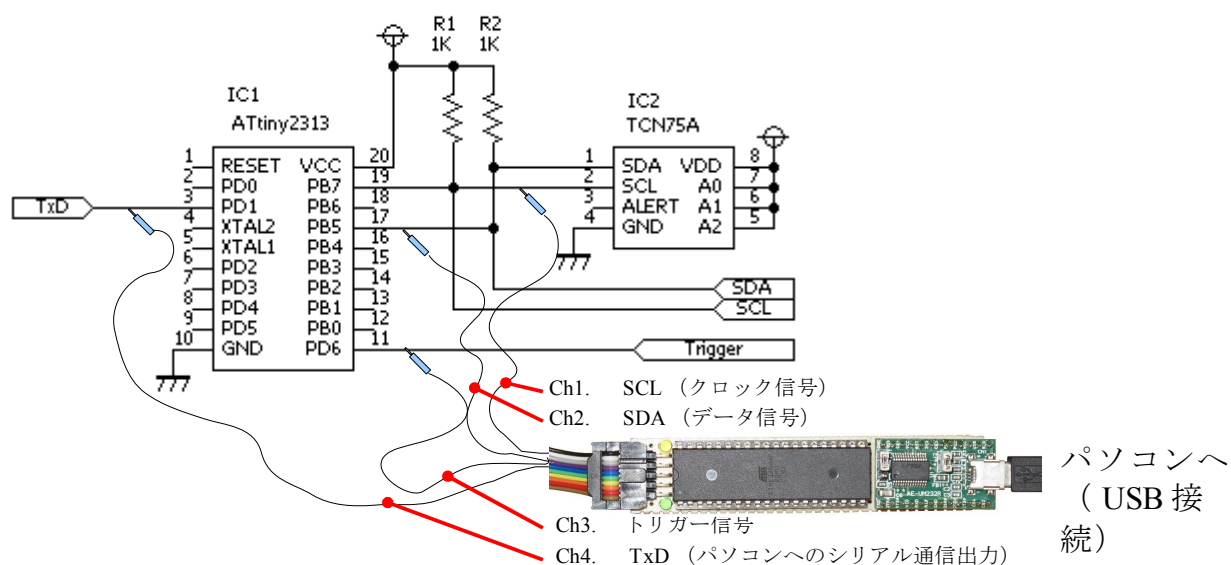 R1
1K
R2
1K
IC1
ATtiny2313
1 RESET VCC 20
2 PD0 PB7 19
3 PD1 PB6 18
4 XTAL2 PB5 17
5 XTAL1 PB4 16
6 PD2 PB3 15
7 PD3 PB2 14
8 PD4 PB1 13
9 PD5 PB0 12
10 GND PD6 11
TxD
IC2
TCN75A
1 SDA VDD 8
2 SCL A0 7
3 ALERT A1 6
4 GND A2 5
SDA
SCL
Trigger
Ch1. SCL （クロック信号）
Ch2. SDA （データ信号）
AE-UM232R
パソコンへ
（ USB 接
続）
Ch3. トリガー信号
Ch4. TxD （パソコンへのシリアル通信出力）